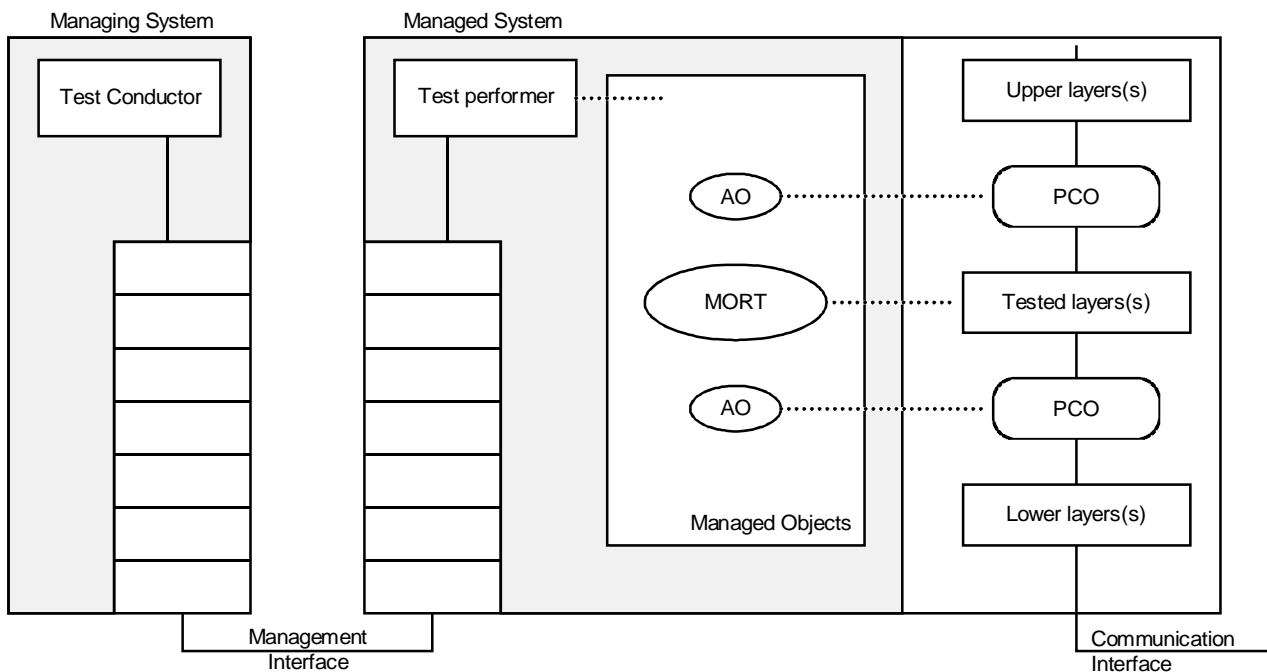 Managing System
Managed System
Test Conductor
Test performer
Upper layers(s)
AO
PCO
MORT
Tested layers(s)
AO
PCO
Lower layers(s)
Managed Objects
Management
Interface
Communication
Interface